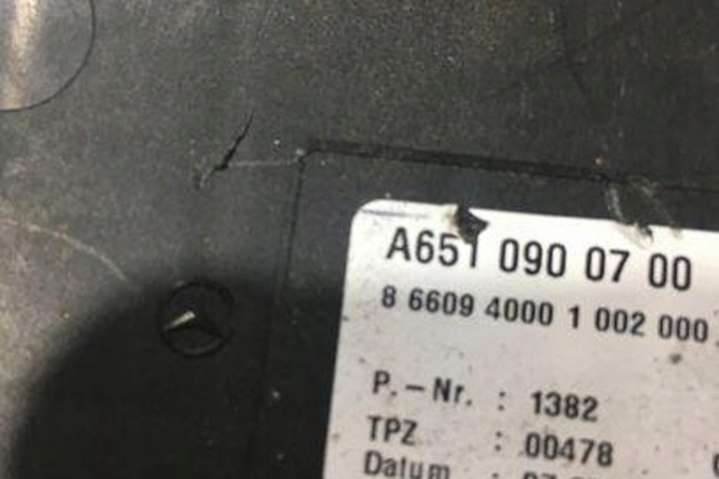 A651 090 07 00
8 6609 4000 1 002 000
P.-Nr. : 1382
TPZ : 00478
Datum :